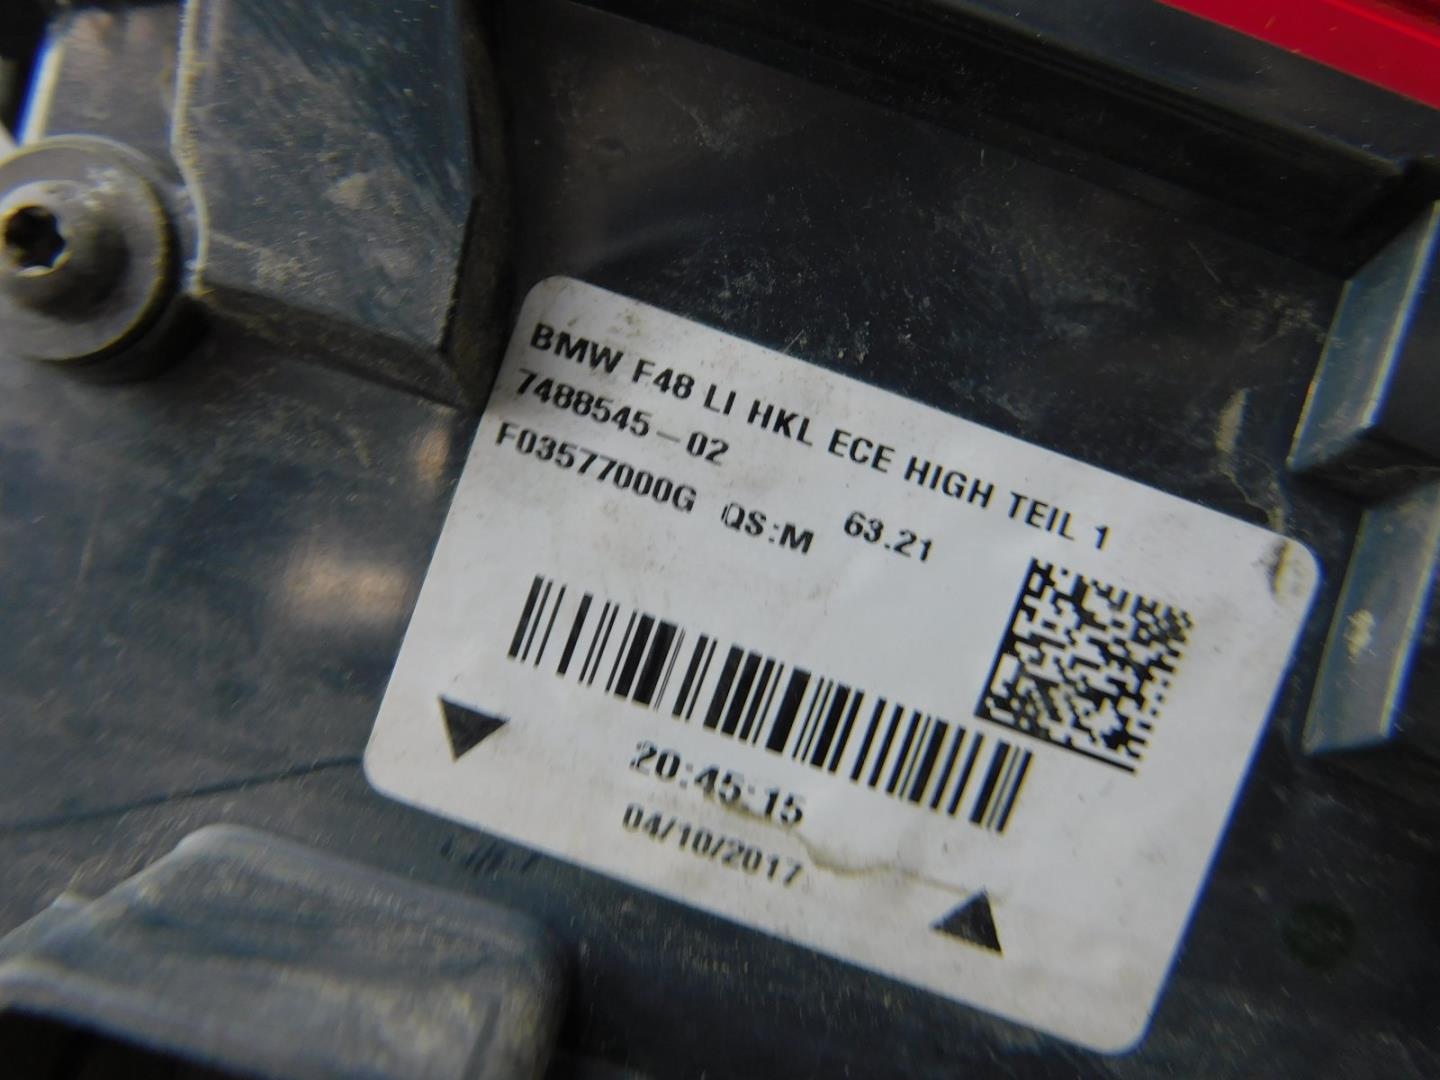 BMW F48 LI HKL ECE HIGH TEIL 1
7488545-02
F03577000G QS:M 63.21
20:45:15
04/10/2017